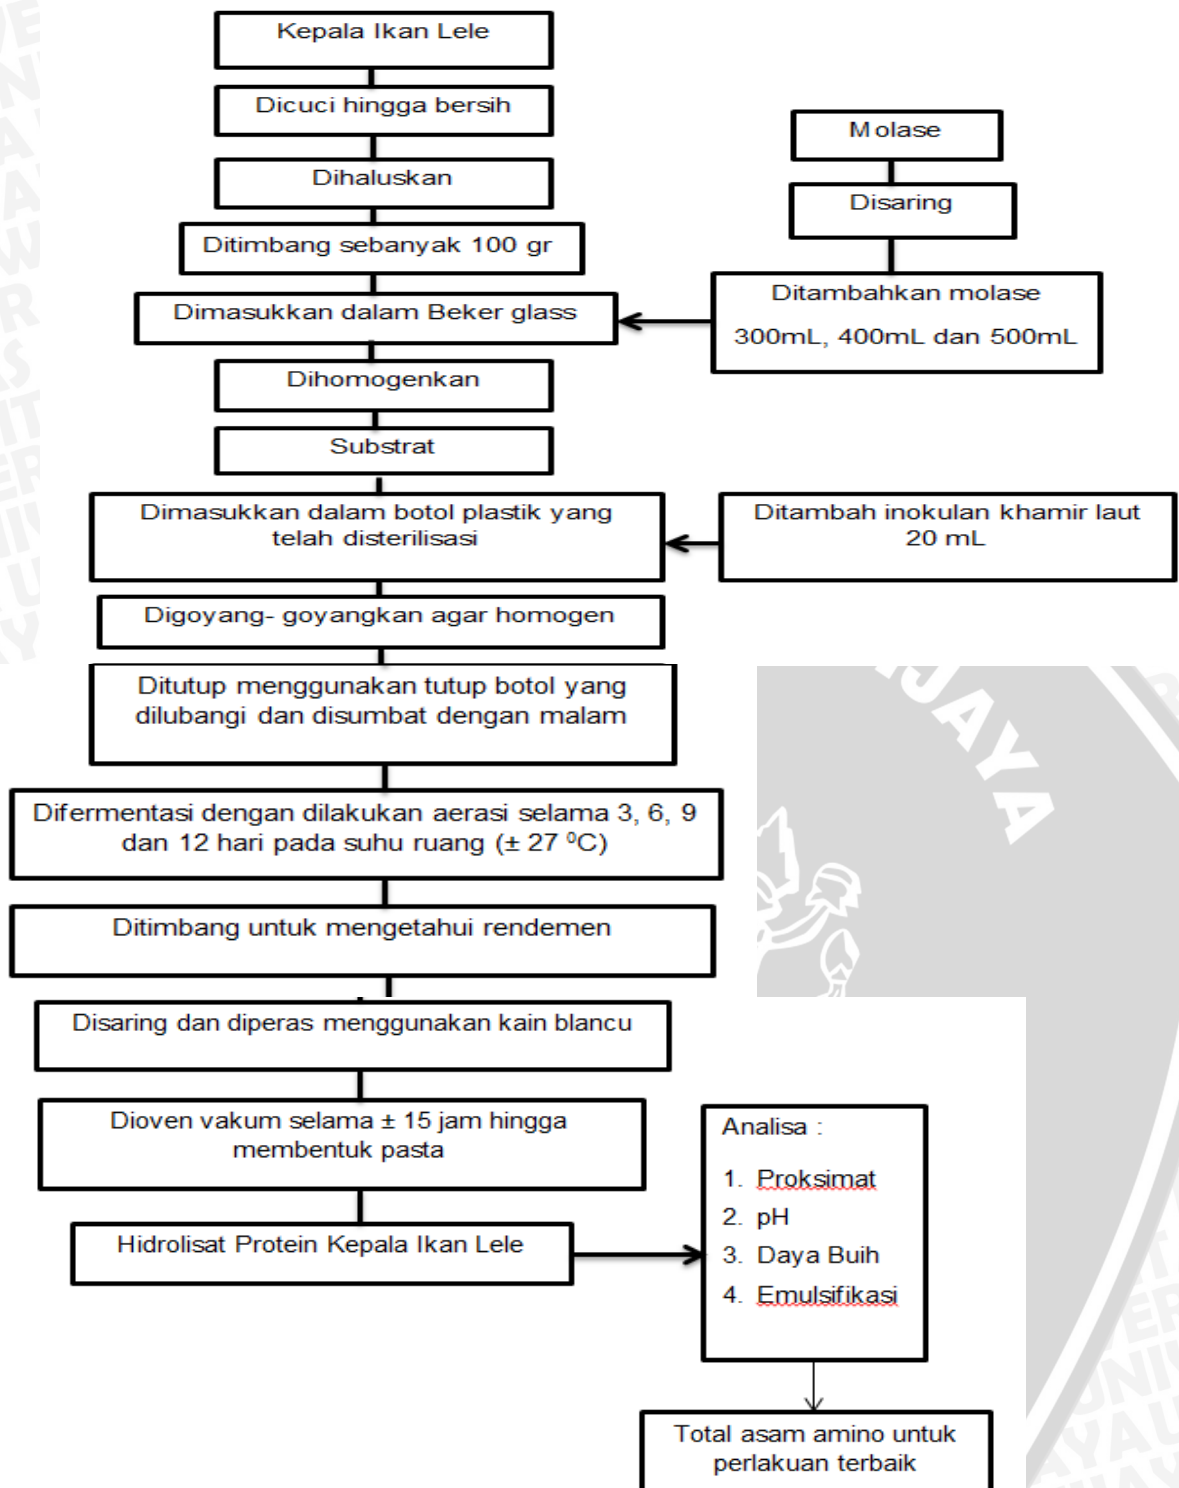 Kepala Ikan Lele
Dicuci hingga bersih
Dihaluskan
Ditimbang sebanyak 100 gr
Molase
Disaring
Ditambahkan molase
300mL, 400mL dan 500mL
Dimasukkan dalam Beker glass
Dihomogenkan
Substrat
Dimasukkan dalam botol plastik yang
telah disterilisasi
Ditambah inokulan khamir laut
20 mL
Digoyang- goyangkan agar homogen
Ditutup menggunakan tutup botol yang
dilubangi dan disumbat dengan malam
Difermentasi dengan dilakukan aerasi selama 3, 6, 9
dan 12 hari pada suhu ruang (± 27 ⁰C)
Ditimbang untuk mengetahui rendemen
Disaring dan diperas menggunakan kain blancu
Dioven vakum selama ± 15 jam hingga
membentuk pasta
Hidrolisat Protein Kepala Ikan Lele
Analisa :
1. Proksimat
2. pH
3. Daya Buih
4. Emulsifikasi
Total asam amino untuk
perlakuan terbaik
IJAYA